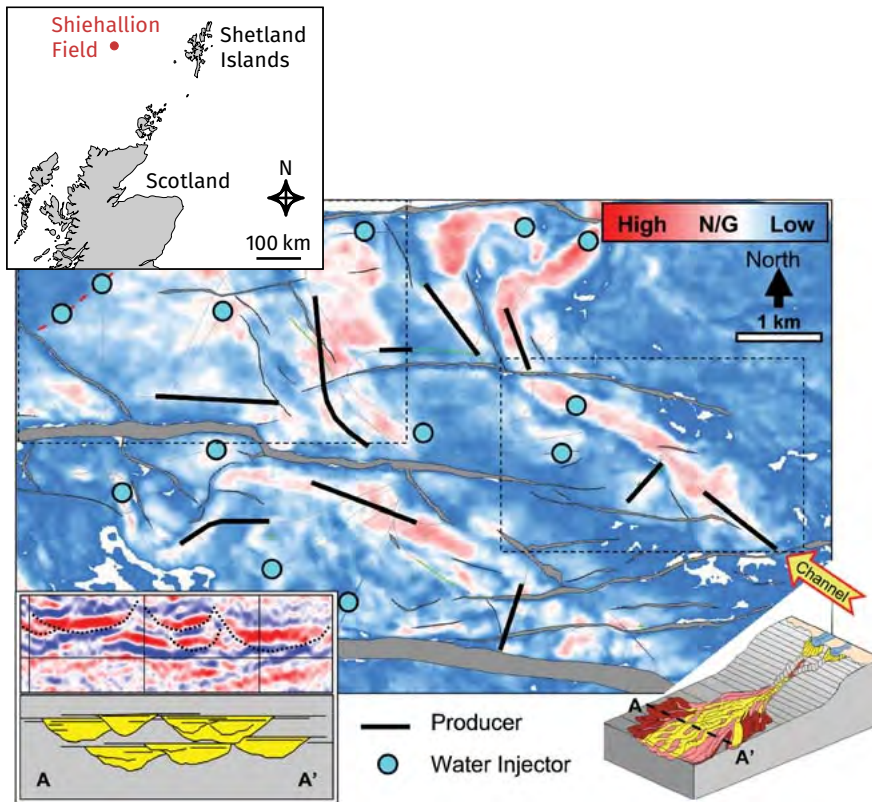 Shiehallion
Field
Shetland
Islands
Scotland
N
100 km
High N/G Low
North
1 km
Channel
A
A'
A A'
Producer
Water Injector